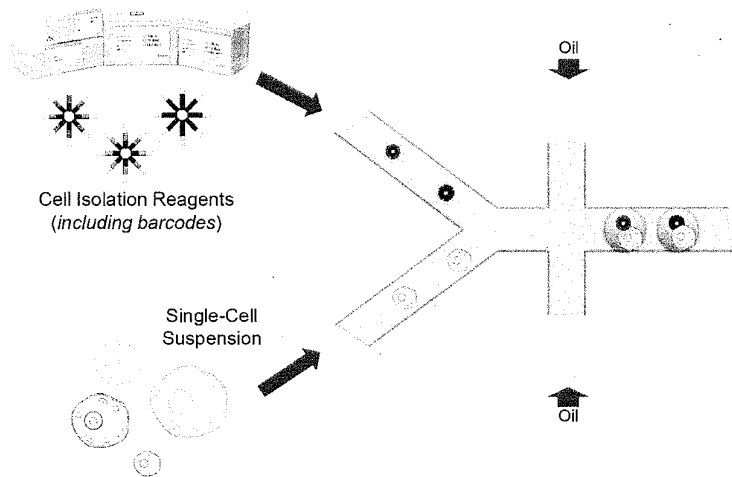 Oil
Cell Isolation Reagents
(including barcodes)
Single-Cell
Suspension
Oil